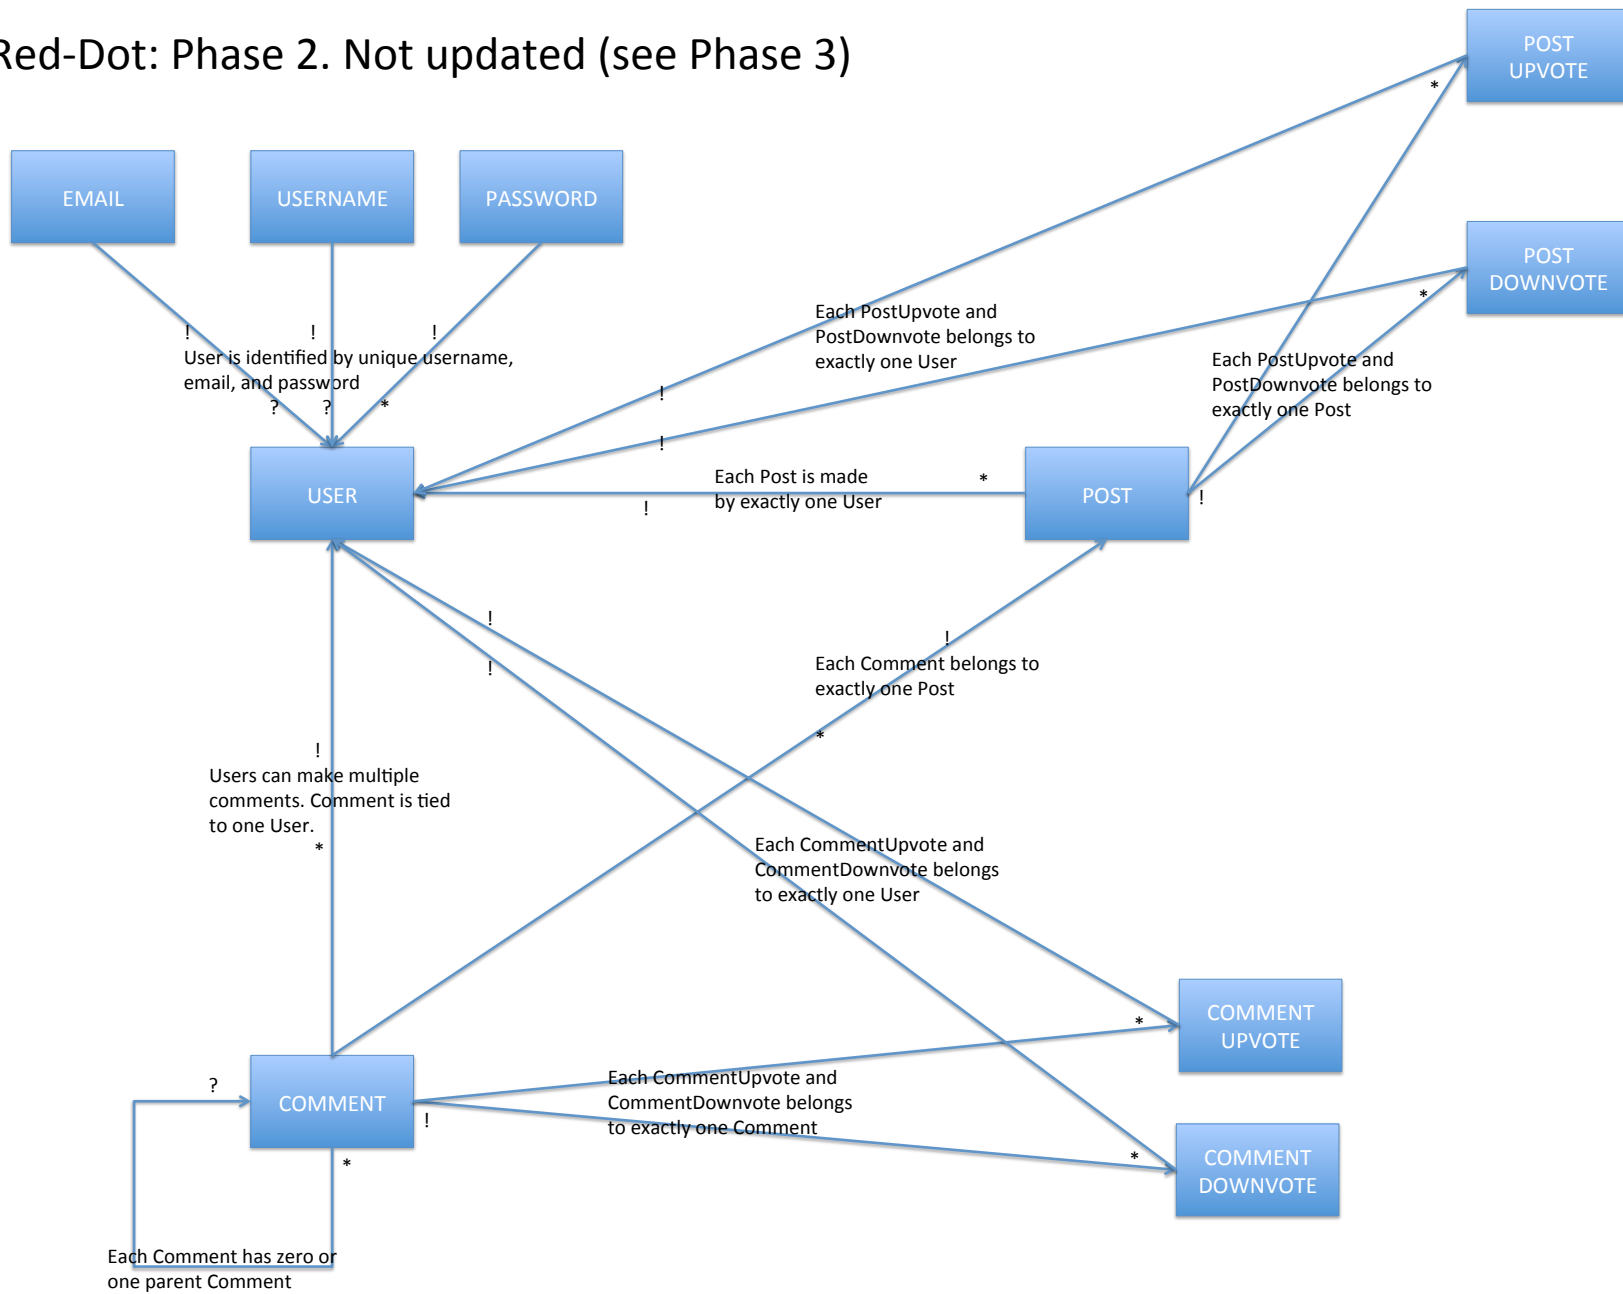 Red-Dot: Phase 2. Not updated (see Phase 3)
POST
UPVOTE
*
EMAIL
USERNAME
PASSWORD
POST
DOWNVOTE
*
Each PostUpvote and
PostDownvote belongs to
exactly one User
!
!
!
User is identified by unique username,
email, and password
?
?
*
Each PostUpvote and
PostDownvote belongs to
exactly one Post
!
!
USER
Each Post is made
by exactly one User
*
!
POST
!
!
!
!
Each Comment belongs to
exactly one Post
*
!
Users can make multiple
comments. Comment is tied
to one User.
*
Each CommentUpvote and
CommentDownvote belongs
to exactly one User
*
COMMENT
UPVOTE
?
COMMENT
!
*
Each CommentUpvote and
CommentDownvote belongs
to exactly one Comment
*
COMMENT
DOWNVOTE
Each Comment has zero or
one parent Comment